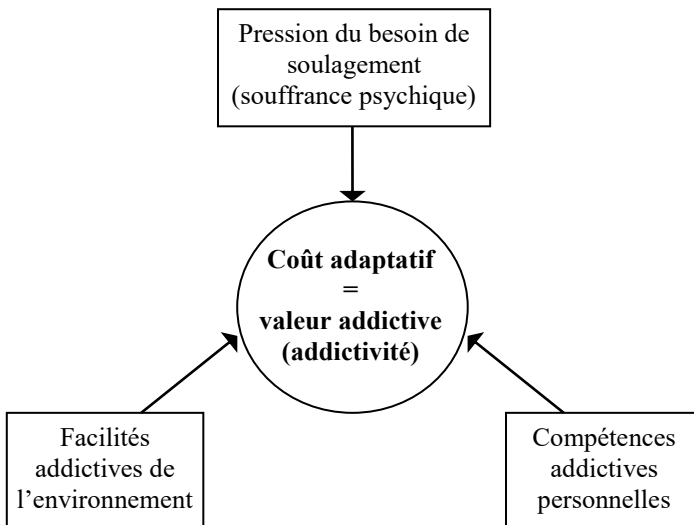 Pression du besoin de
soulagement
(souffrance psychique)
Coût adaptatif
=
valeur addictive
(addictivité)
Facilités
addictives de
l’environnement
Compétences
addictives
personnelles